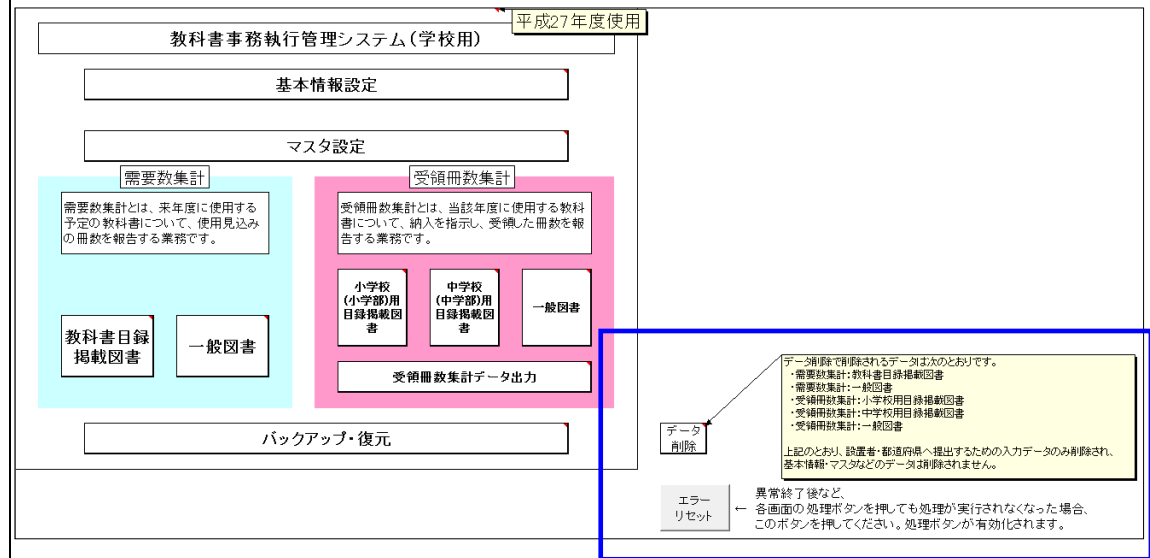 平成27年度使用
教科書事務執行管理システム(学校用)
基本情報設定
マスタ設定
需要数集計
需要数集計とは、来年度に使用する
予定の教科書について、使用見込み
の冊数を報告する業務です。
教科書目録
掲載図書
一般図書
受領冊数集計
受領冊数集計とは、当該年度に使用する教科
書について、納入を指示し、受領した冊数を報
告する業務です。
小学校
(小学部)用
目録掲載図
書
中学校
(中学部)用
目録掲載図
書
一般図書
受領冊数集計データ出力
バックアップ・復元
データ
削除
データ削除で削除されるデータは次のとおりです。
・需要数集計:教科書目録掲載図書
・需要数集計:一般図書
・受領冊数集計:小学校用目録掲載図書
・受領冊数集計:中学校用目録掲載図書
・受領冊数集計:一般図書
上記のとおり、設置者・都道府県へ提出するための入力データのみ削除され、
基本情報・マスタなどのデータは削除されません。
エラー
リセット
← 異常終了後など、
各画面の処理ボタンを押しても処理が実行されなくなった場合、
このボタンを押してください。処理ボタンが有効化されます。